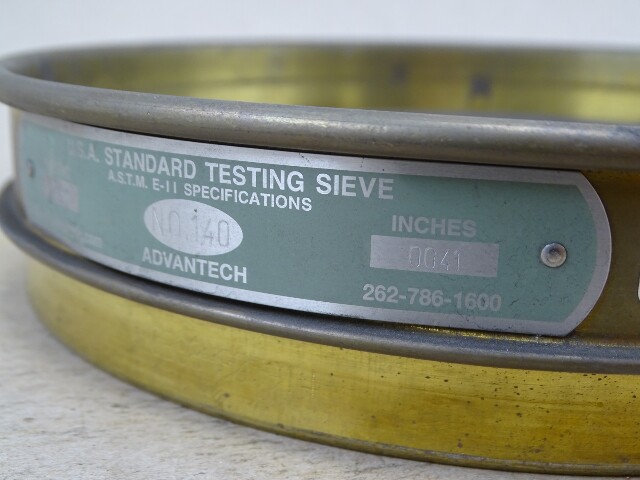 U.S.A. STANDARD TESTING SIEVE
A.S.T.M. E-11 SPECIFICATIONS
NO. 140
ADVANTECH
INCHES
0041
262-786-1600